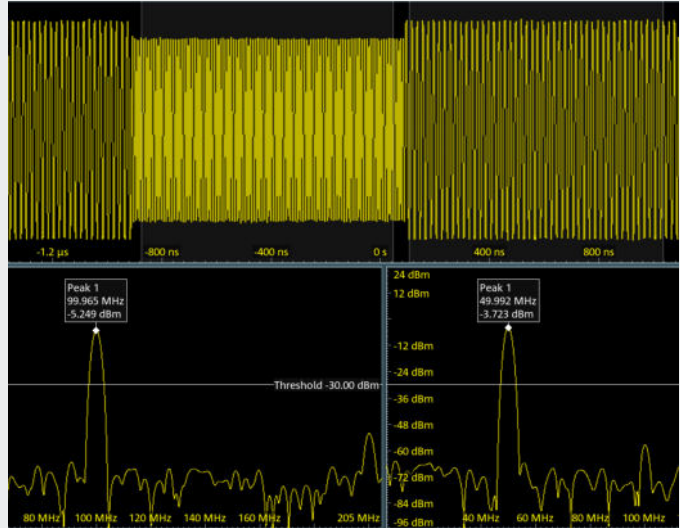 -1.2 µs
-800 ns
-400 ns
0 s
400 ns
800 ns
Peak 1
99.965 MHz
-5.249 dBm
Threshold -30.00 dBm
80 MHz
100 MHz
120 MHz
140 MHz
160 MHz
205 MHz
24 dBm
12 dBm
Peak 1
49.992 MHz
-3.723 dBm
-12 dBm
-24 dBm
-36 dBm
-48 dBm
-60 dBm
-72 dBm
-84 dBm
-96 dBm
40 MHz
60 MHz
80 MHz
100 MHz